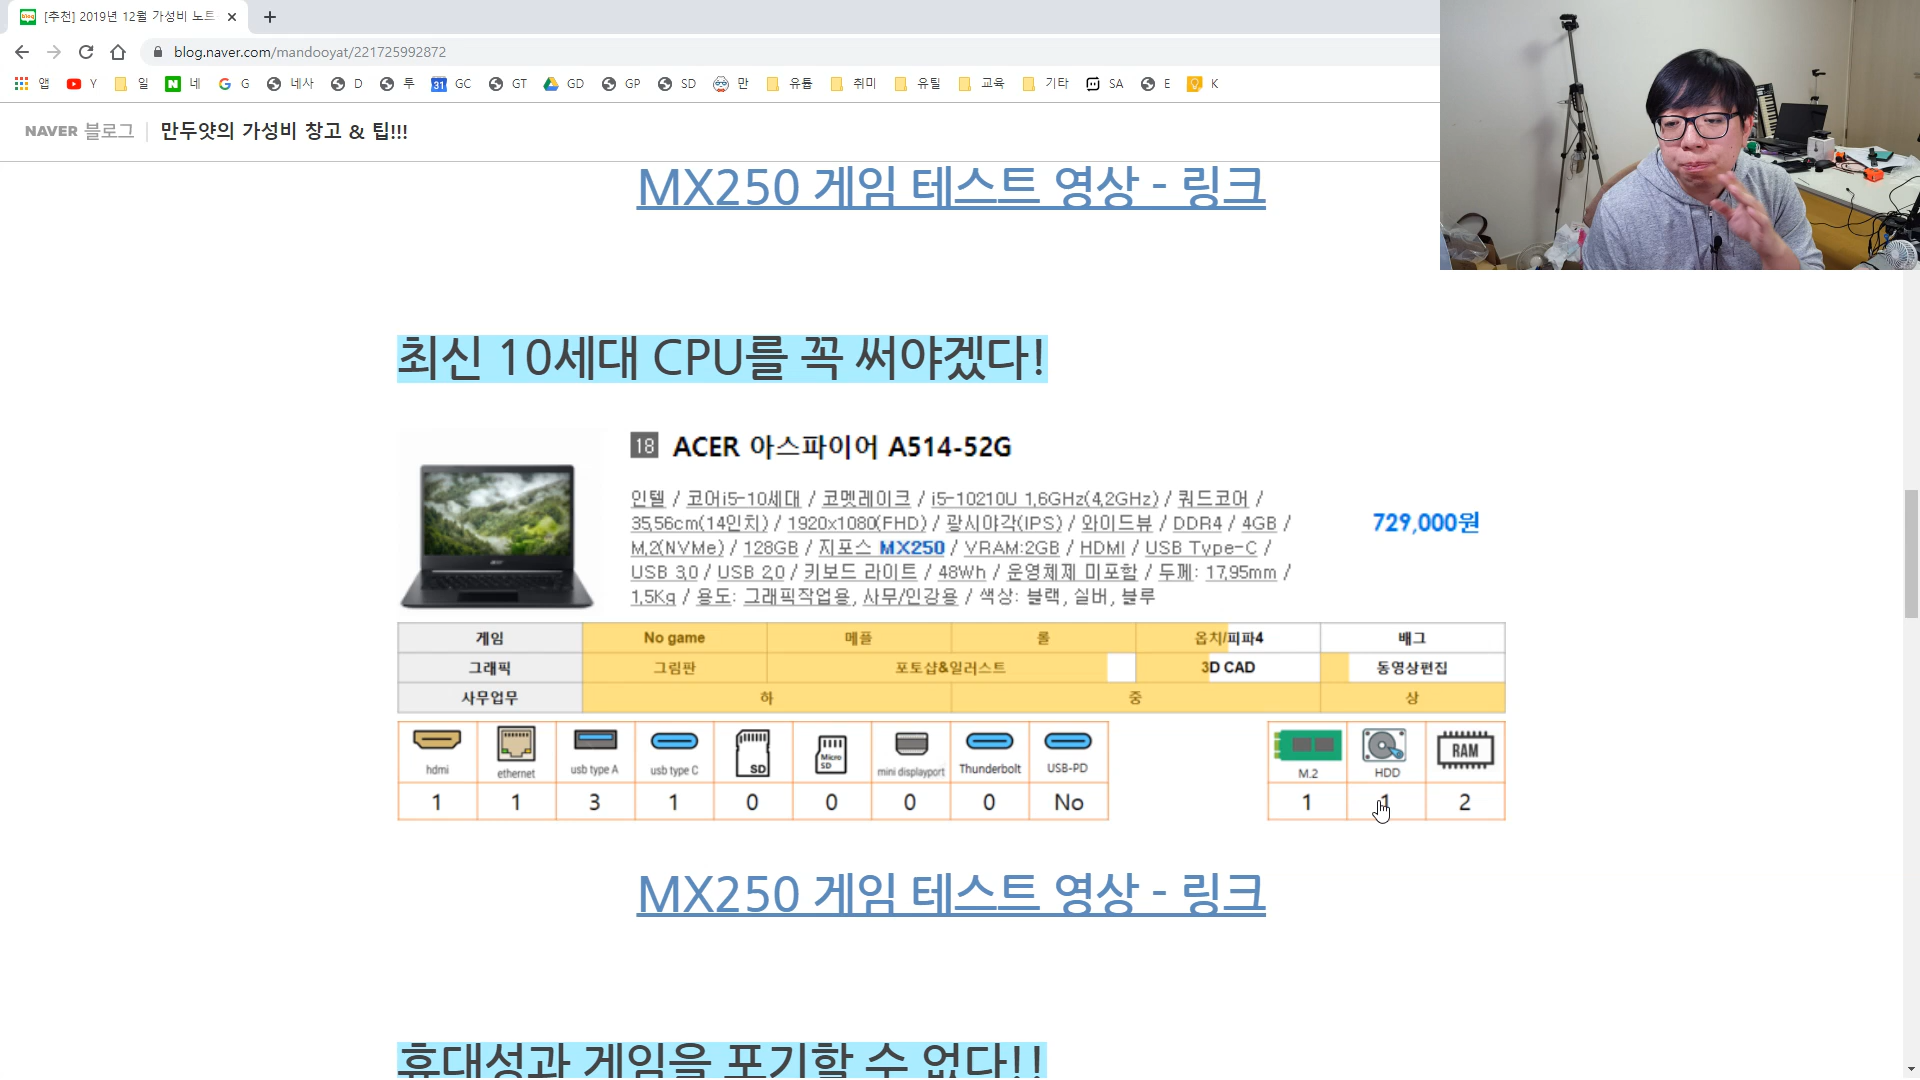 [추천] 2019년 12월 가성비 노트
blog.naver.com/mandooyat/221725992872
앱 Y 일 네 G 네사 D 투 GC GT GD GP SD 만 유튭 취미 유틸 교육 기타 SA E K
NAVER 블로그 만두얏의 가성비 창고 & 팁!!!
MX250 게임 테스트 영상 - 링크
최신 10세대 CPU를 꼭 써야겠다!
18 ACER 아스파이어 A514-52G
인텔 / 코어i5-10세대 / 코멧레이크 / i5-10210U 1.6GHz(4.2GHz) / 쿼드코어 /
35.56cm(14인치) / 1920x1080(FHD) / 광시야각(IPS) / 와이드뷰 / DDR4 / 4GB /
M.2(NVMe) / 128GB / 지포스 MX250 / VRAM:2GB / HDMI / USB Type-C /
USB 3.0 / USB 2.0 / 키보드 라이트 / 48Wh / 운영체제 미포함 / 두께: 17.95mm /
1.5Kg / 용도: 그래픽작업용, 사무/인강용 / 색상: 블랙, 실버, 블루
729,000원
게임 No game 메플 롤 옵치/피파4 배그
그래픽 그림판 포토샵&일러스트 3D CAD 동영상편집
사무업무 하 중 상
SD Micro SD RAM
hdmi ethernet usb type A usb type C mini displayport Thunderbolt USB-PD M.2 HDD
1 1 3 1 0 0 0 0 No 1 1 2
MX250 게임 테스트 영상 - 링크
휴대성과 게임을 포기할 수 없다!!